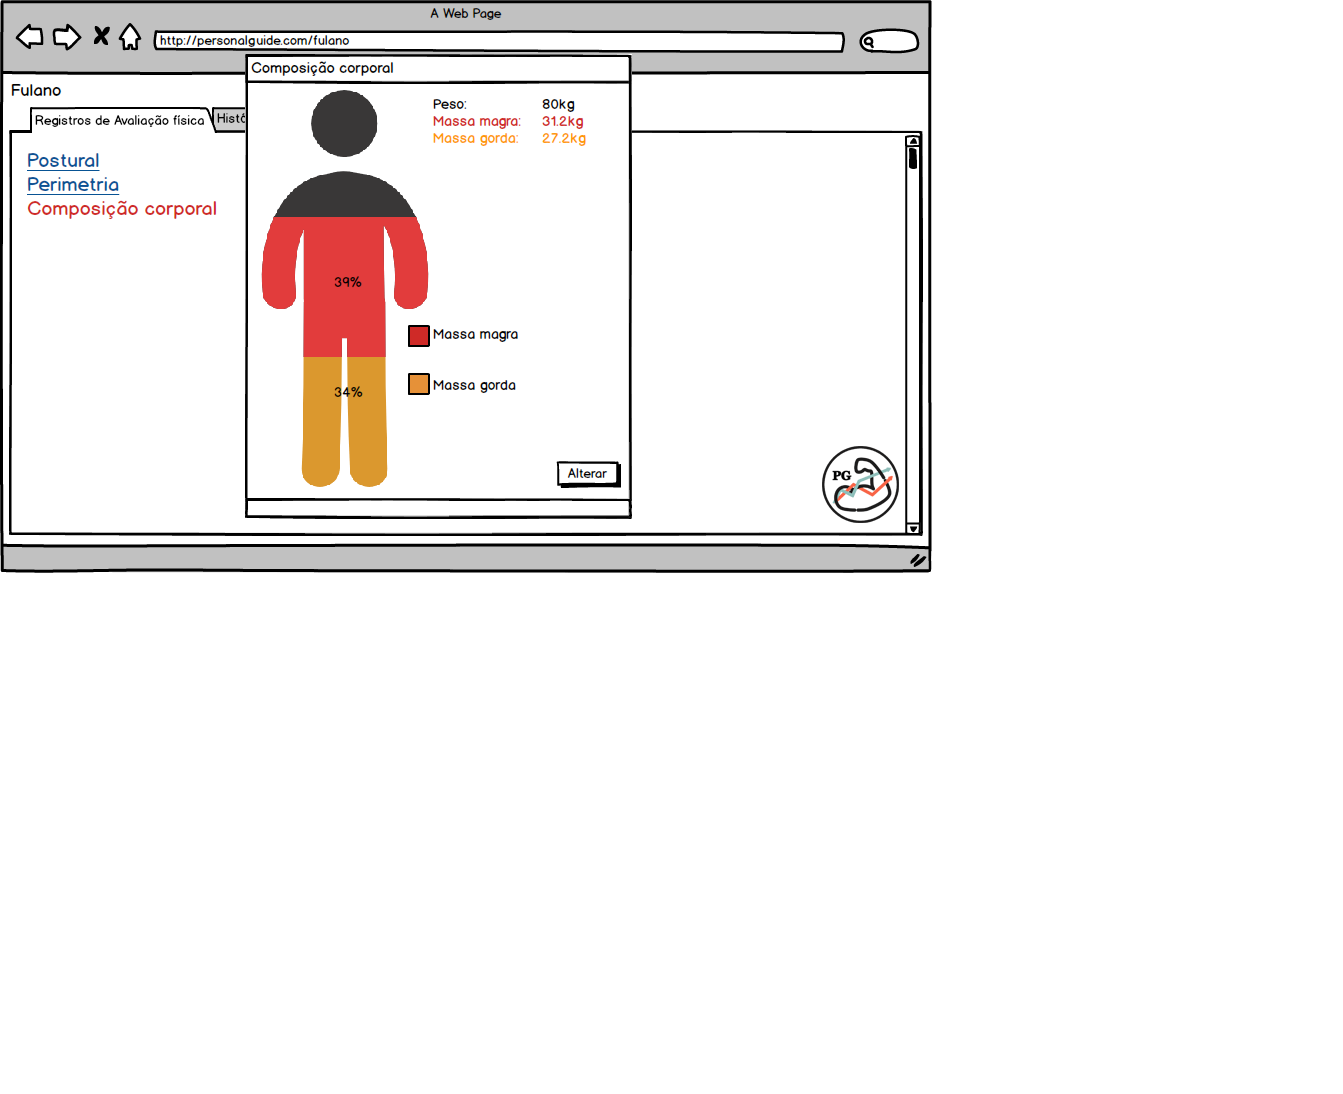 A Web Page
http://personalguide.com/fulano
Composição corporal
Fulano
Registros de Avaliação física
Histó
Postural
Perimetria
Composição corporal
Peso: 80kg
Massa magra: 31.2kg
Massa gorda: 27.2kg
39%
Massa magra
Massa gorda
34%
Alterar
PG